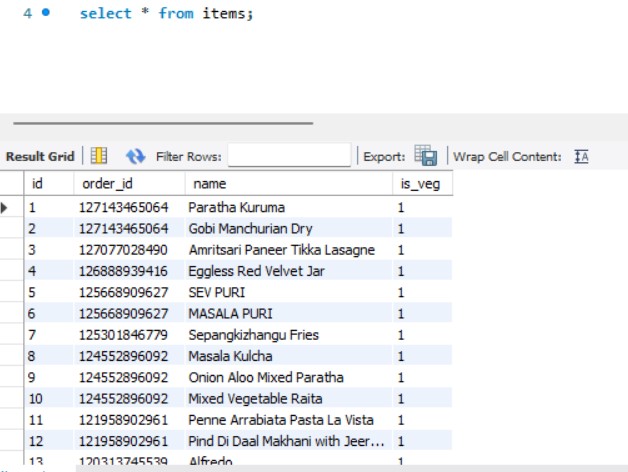 4 select * from items;
Result Grid Filter Rows: Export: Wrap Cell Content: IA
id order_id name is_veg
1 127143465064 Paratha Kuruma 1
2 127143465064 Gobi Manchurian Dry 1
3 127077028490 Amritsari Paneer Tikka Lasagne 1
4 126888939416 Eggless Red Velvet Jar 1
5 125668909627 SEV PURI 1
6 125668909627 MASALA PURI 1
7 125301846779 Sepangkizhangu Fries 1
8 124552896092 Masala Kulcha 1
9 124552896092 Onion Aloo Mixed Paratha 1
10 124552896092 Mixed Vegetable Raita 1
11 121958902961 Penne Arrabiata Pasta La Vista 1
12 121958902961 Pind Di Daal Makhani with Jeer... 1
13 120313745539 Alfredo 1